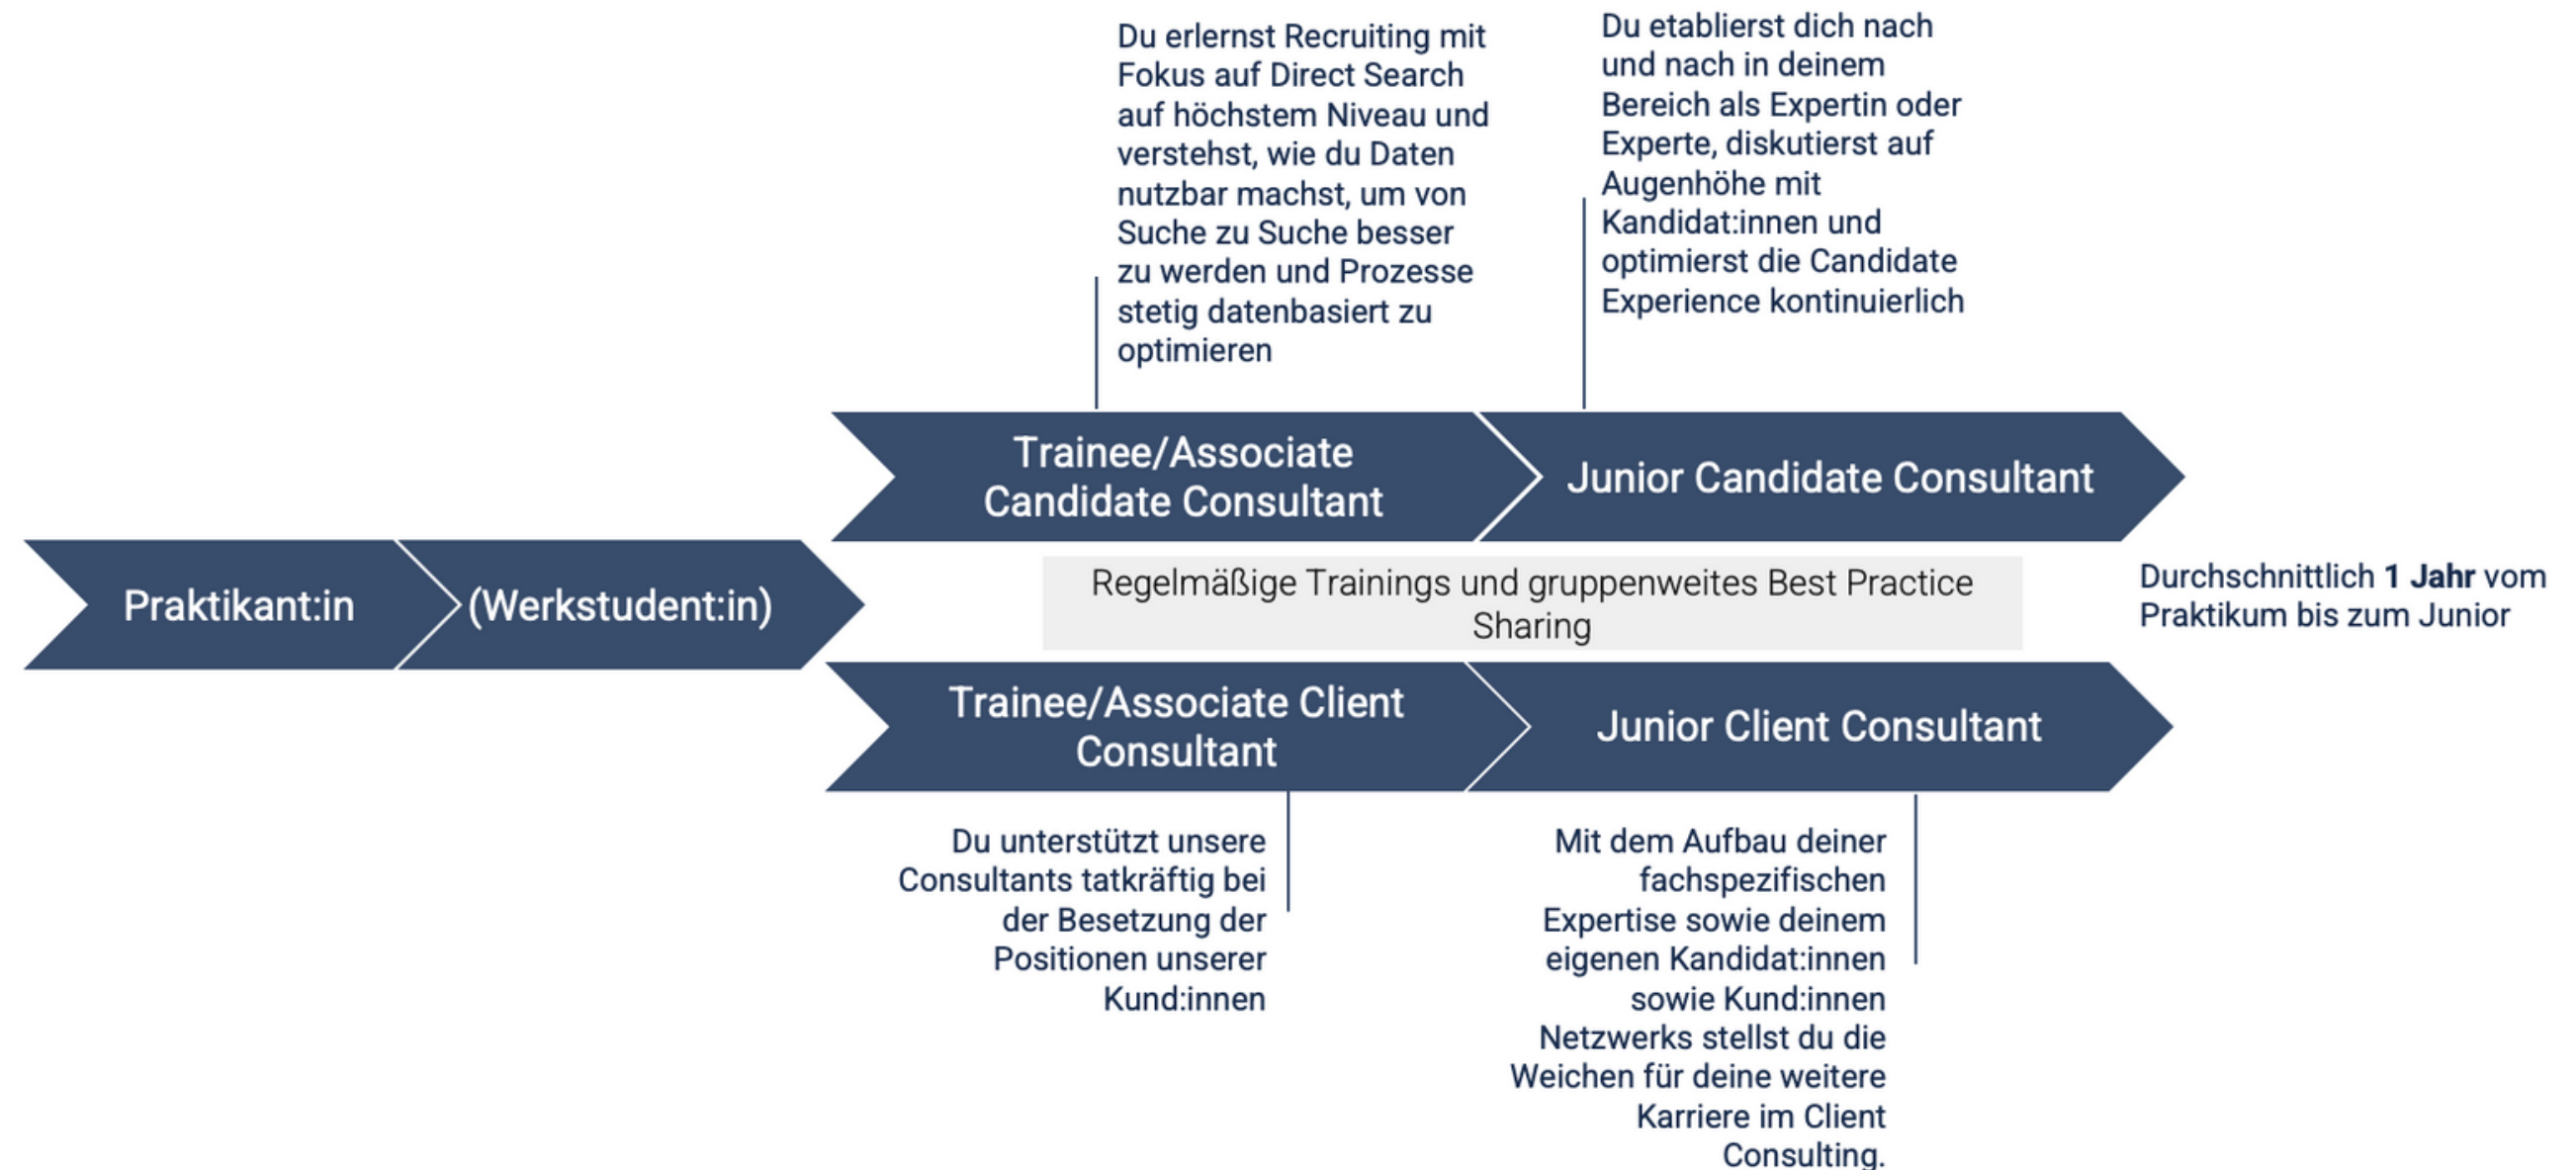 Du erlernst Recruiting mit
Fokus auf Direct Search
auf höchstem Niveau und
verstehst, wie du Daten
nutzbar machst, um von
Suche zu Suche besser
zu werden und Prozesse
stetig datenbasiert zu
optimieren
Du etablierst dich nach
und nach in deinem
Bereich als Expertin oder
Experte, diskutierst auf
Augenhöhe mit
Kandidat:innen und
optimierst die Candidate
Experience kontinuierlich
Trainee/Associate
Candidate Consultant
Junior Candidate Consultant
Praktikant:in
(Werkstudent:in)
Regelmäßige Trainings und gruppenweites Best Practice
Sharing
Durchschnittlich 1 Jahr vom
Praktikum bis zum Junior
Trainee/Associate Client
Consultant
Junior Client Consultant
Du unterstützt unsere
Consultants tatkräftig bei
der Besetzung der
Positionen unserer
Kund:innen
Mit dem Aufbau deiner
fachspezifischen
Expertise sowie deinem
eigenen Kandidat:innen
sowie Kund:innen
Netzwerks stellst du die
Weichen für deine weitere
Karriere im Client
Consulting.